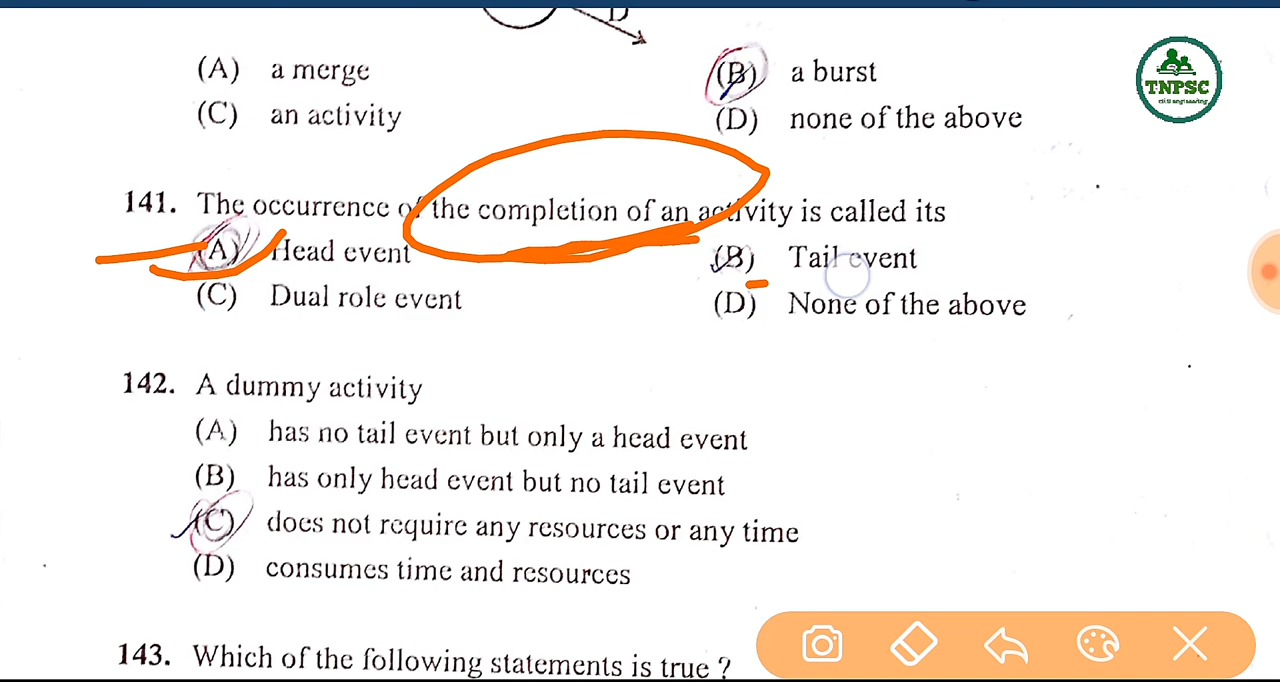 D
(A) a merge (B) a burst
(C) an activity (D) none of the above
TNPSC
civil engineering
141. The occurrence of the completion of an activity is called its
(A) Head event (B) Tail event
(C) Dual role event (D) None of the above
142. A dummy activity
(A) has no tail event but only a head event
(B) has only head event but no tail event
(C) does not require any resources or any time
(D) consumes time and resources
143. Which of the following statements is true ?